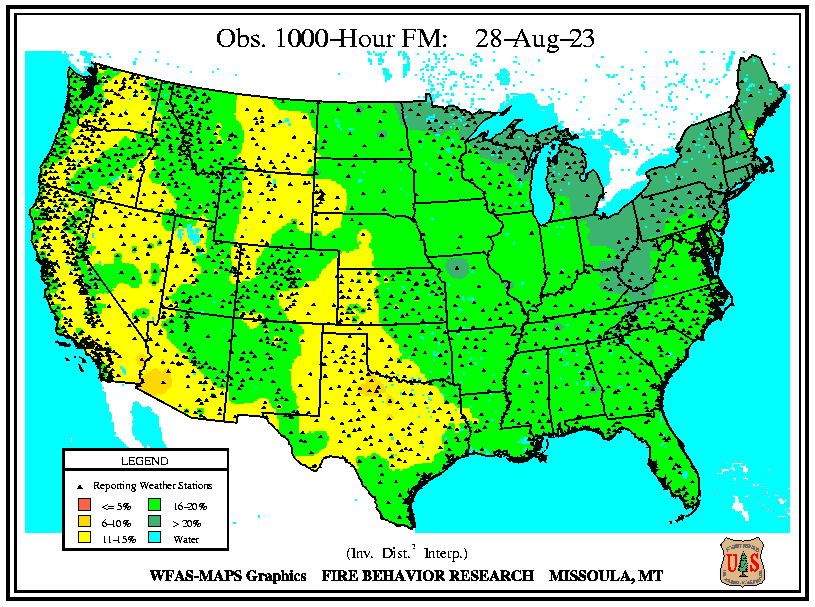 Obs. 1000-Hour FM: 28-Aug-23
LEGEND
Reporting Weather Stations
<= 5% 16-20%
6-10% > 20%
11-15% Water
(Inv. Dist.² Interp.)
WFAS-MAPS Graphics FIRE BEHAVIOR RESEARCH MISSOULA, MT
U S